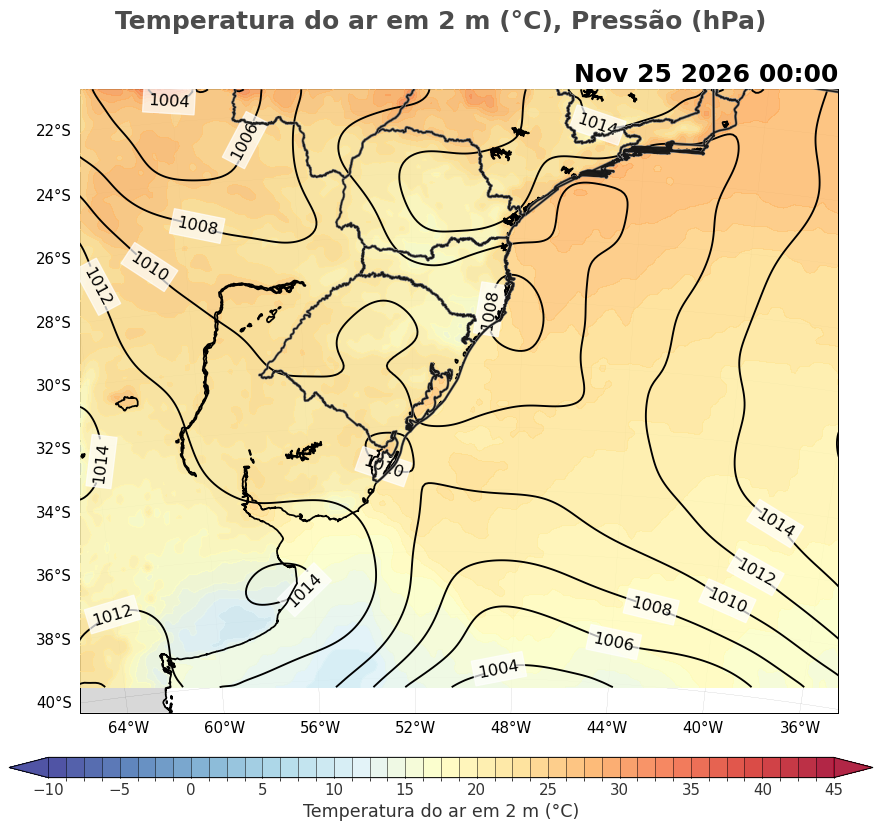 Temperatura do ar em 2 m (°C), Pressão (hPa)
Nov 25 2026 00:00
1004
1014
22°S
1006
24°S
1008
26°S
1010
1012
28°S
1008
30°S
32°S
1014
1010
34°S
1014
36°S
1014
1012
1010
1012
1008
38°S
1006
1004
40°S
64°W 60°W 56°W 52°W 48°W 44°W 40°W 36°W
−10 −5 0 5 10 15 20 25 30 35 40 45
Temperatura do ar em 2 m (°C)